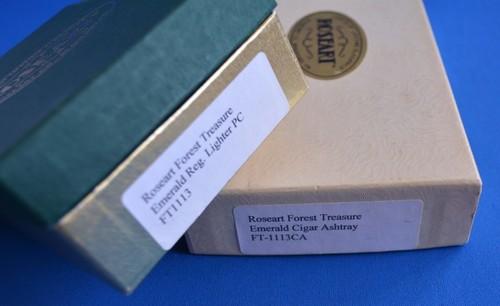 ROSEART
Roseart Forest Treasure
Emerald Reg. Lighter PC
FT1113
Roseart Forest Treasure
Emerald Cigar Ashtray
FT-1113CA